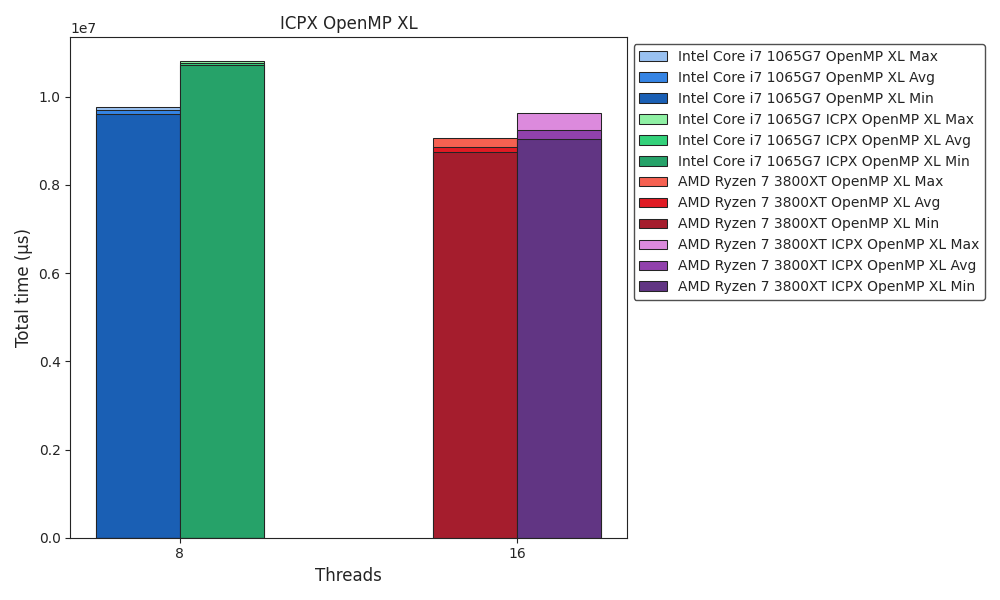 ICPX OpenMP XL
1e7
1.0
0.8
0.6
0.4
0.2
0.0
Total time (µs)
8
16
Threads
Intel Core i7 1065G7 OpenMP XL Max
Intel Core i7 1065G7 OpenMP XL Avg
Intel Core i7 1065G7 OpenMP XL Min
Intel Core i7 1065G7 ICPX OpenMP XL Max
Intel Core i7 1065G7 ICPX OpenMP XL Avg
Intel Core i7 1065G7 ICPX OpenMP XL Min
AMD Ryzen 7 3800XT OpenMP XL Max
AMD Ryzen 7 3800XT OpenMP XL Avg
AMD Ryzen 7 3800XT OpenMP XL Min
AMD Ryzen 7 3800XT ICPX OpenMP XL Max
AMD Ryzen 7 3800XT ICPX OpenMP XL Avg
AMD Ryzen 7 3800XT ICPX OpenMP XL Min